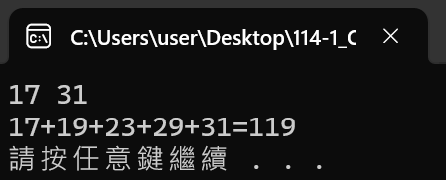 C:\Users\user\Desktop\114-1_C
17 31
17+19+23+29+31=119
請按任意鍵繼續 . . .